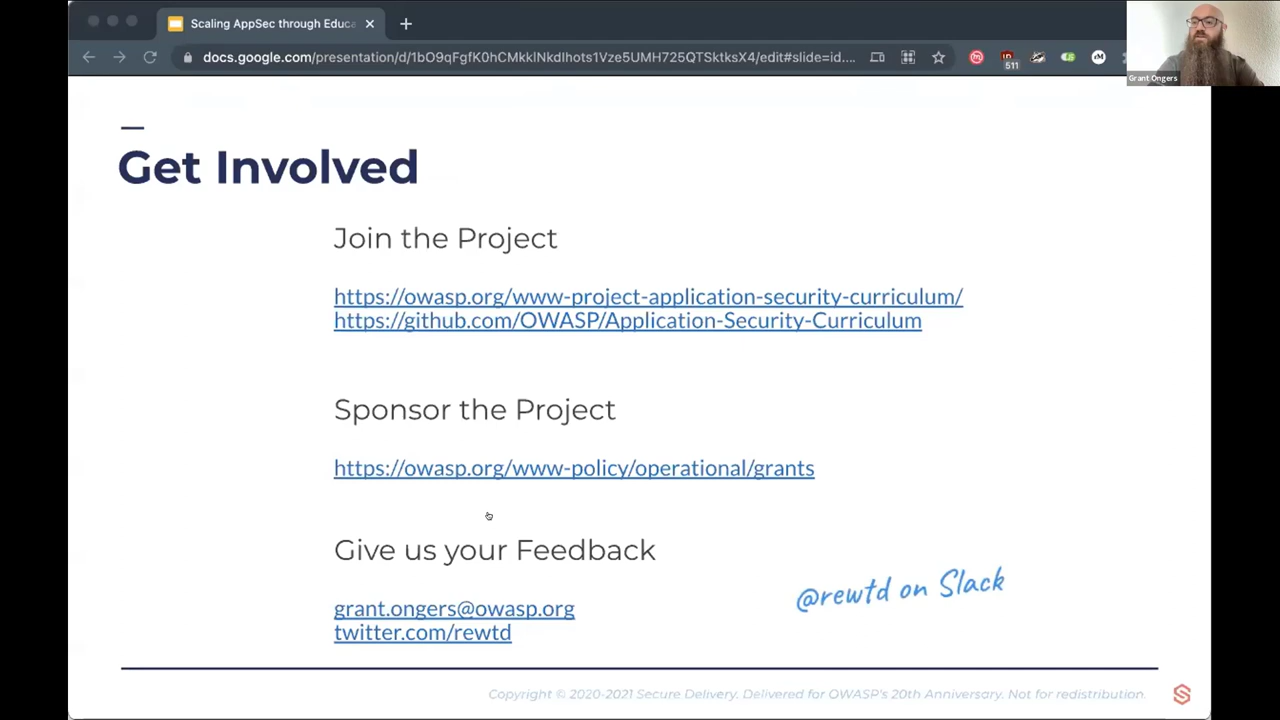 Scaling AppSec through Educa
docs.google.com/presentation/d/1bO9qFgfK0hCMkklNkdIhots1Vze5UMH725QTSktksX4/edit#slide=id....
511
Grant Ongers
Get Involved
Join the Project
https://owasp.org/www-project-application-security-curriculum/
https://github.com/OWASP/Application-Security-Curriculum
Sponsor the Project
https://owasp.org/www-policy/operational/grants
Give us your Feedback
@rewtd on Slack
grant.ongers@owasp.org
twitter.com/rewtd
Copyright © 2020-2021 Secure Delivery. Delivered for OWASP's 20th Anniversary. Not for redistribution.